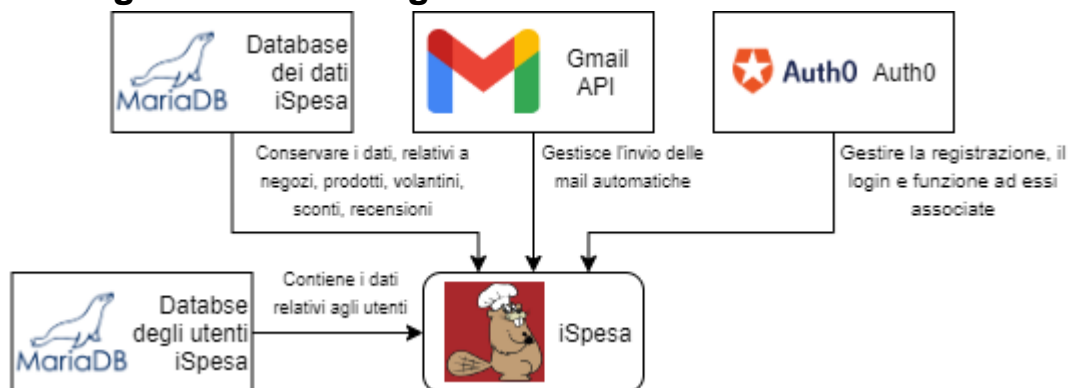 MariaDB
Database
dei dati
iSpesa
Gmail
API
Auth0 Auth0
Conservare i dati, relativi a
negozi, prodotti, volantini,
sconti, recensioni
Gestisce l'invio delle
mail automatiche
Gestire la registrazione, il
login e funzione ad essi
associate
MariaDB
Databse
degli utenti
iSpesa
Contiene i dati
relativi agli utenti
iSpesa